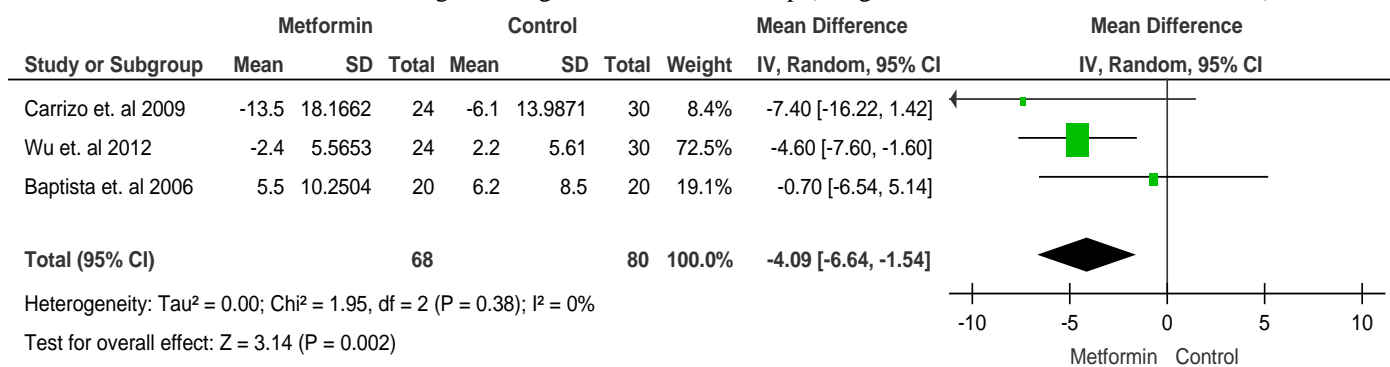 Metformin Control Mean Difference Mean Difference
Study or Subgroup Mean SD Total Mean SD Total Weight IV, Random, 95% CI IV, Random, 95% CI
Carrizo et. al 2009 -13.5 18.1662 24 -6.1 13.9871 30 8.4% -7.40 [-16.22, 1.42]
Wu et. al 2012 -2.4 5.5653 24 2.2 5.61 30 72.5% -4.60 [-7.60, -1.60]
Baptista et. al 2006 5.5 10.2504 20 6.2 8.5 20 19.1% -0.70 [-6.54, 5.14]
Total (95% CI) 68 80 100.0% -4.09 [-6.64, -1.54]
Heterogeneity: Tau² = 0.00; Chi² = 1.95, df = 2 (P = 0.38); I² = 0%
Test for overall effect: Z = 3.14 (P = 0.002)
-10 -5 0 5 10
Metformin Control